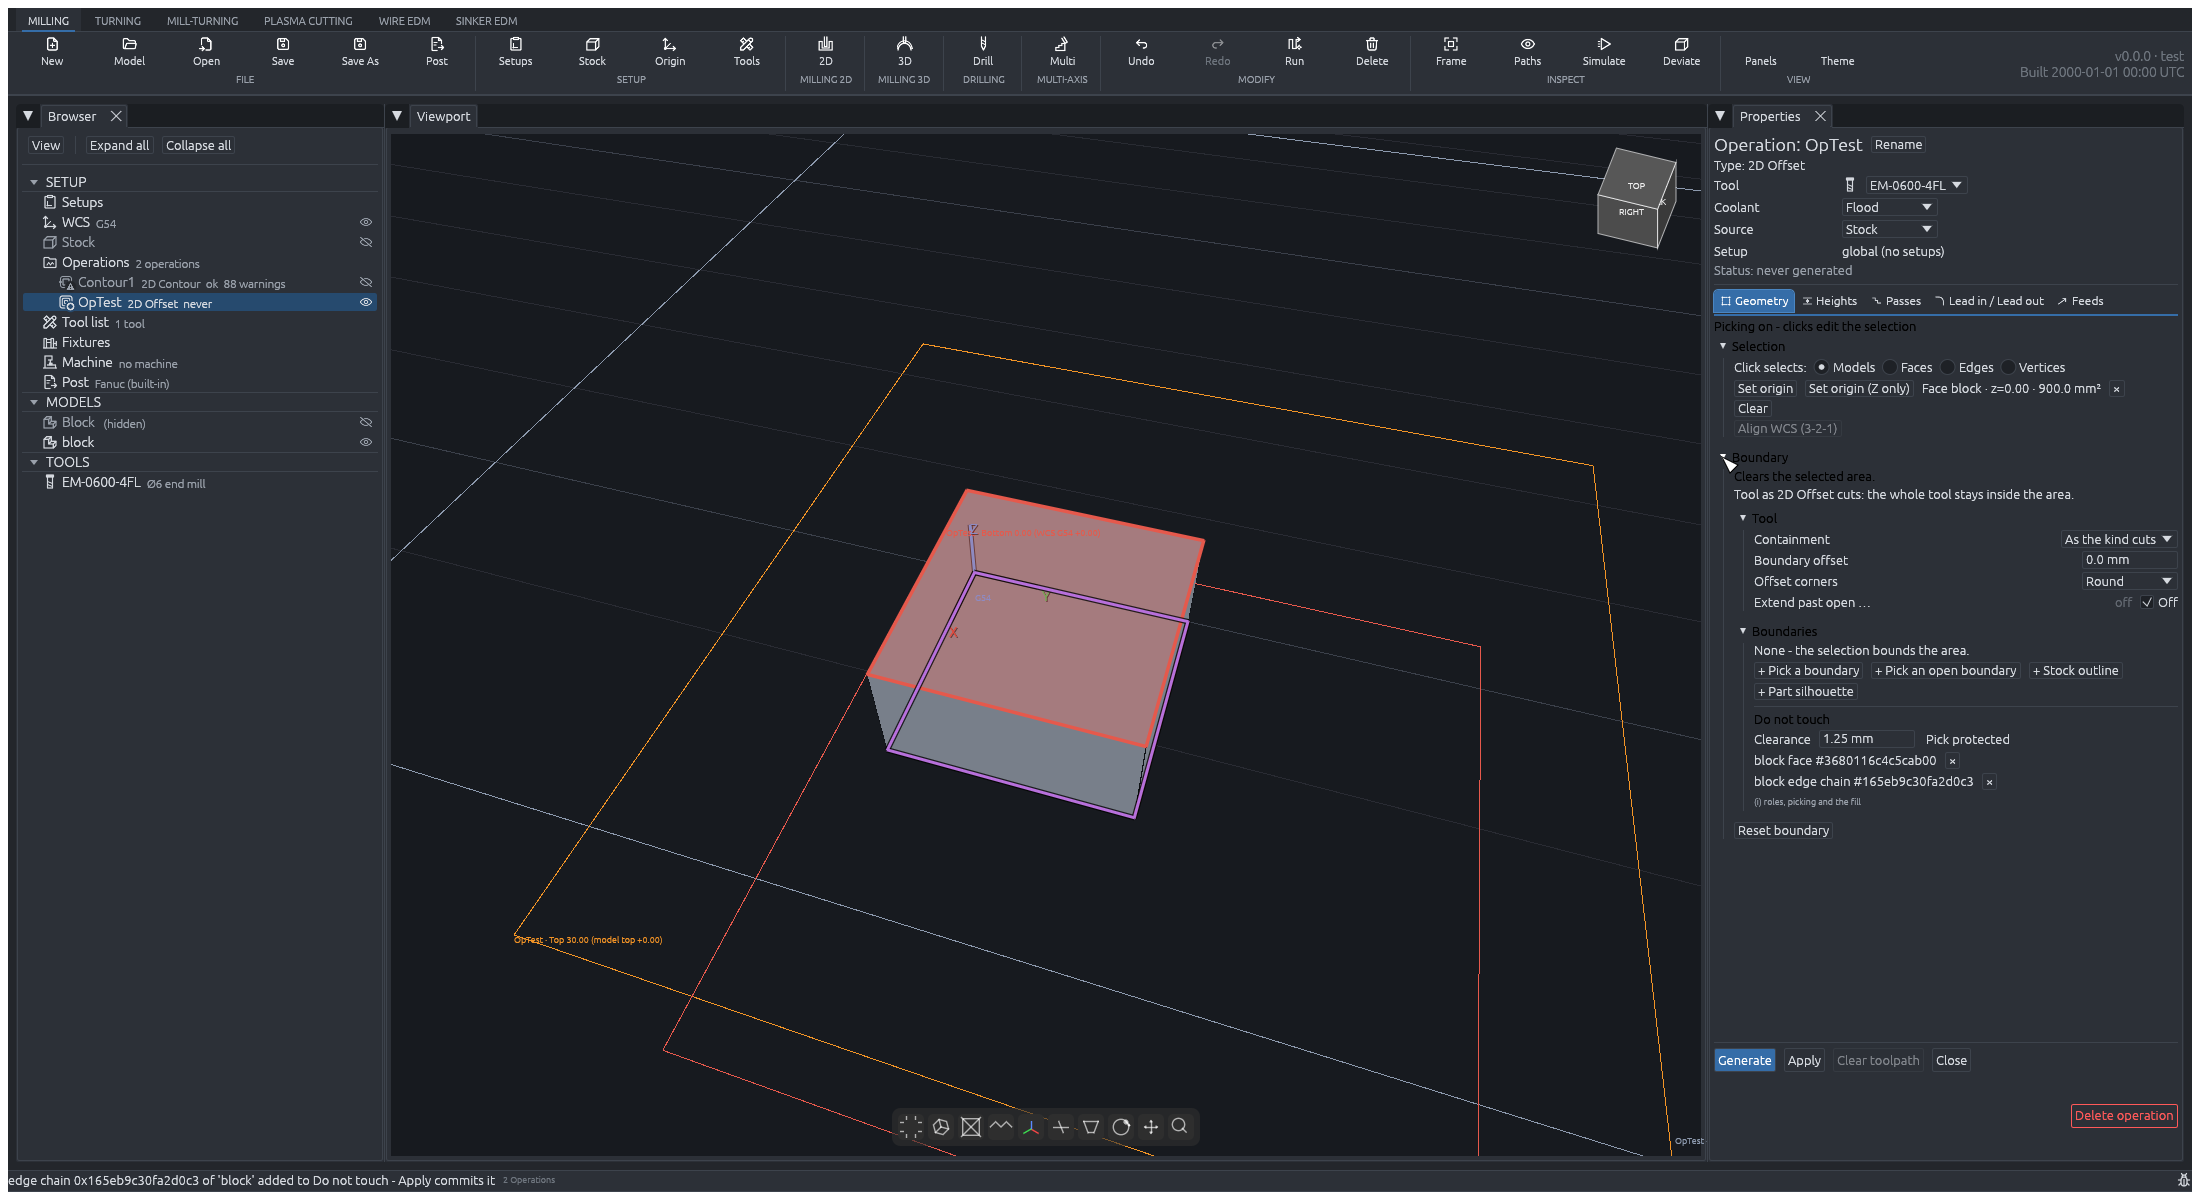 MILLING TURNING MILL-TURNING PLASMA CUTTING WIRE EDM SINKER EDM
New Model Open Save Save As Post Setups Stock Origin Tools 2D 3D Drill Multi Undo Redo Run Delete Frame Paths Simulate Deviate Panels Theme
FILE SETUP MILLING 2D MILLING 3D DRILLING MULTI-AXIS MODIFY INSPECT VIEW
v0.0.0 · test
Built 2000-01-01 00:00 UTC
Browser
View Expand all Collapse all
SETUP
Setups
WCS G54
Stock
Operations 2 operations
Contour1 2D Contour ok 88 warnings
OpTest 2D Offset never
Tool list 1 tool
Fixtures
Machine no machine
Post Fanuc (built-in)
MODELS
Block (hidden)
block
TOOLS
EM-0600-4FL Ø6 end mill
Viewport
TOP
RIGHT
Z
Y
X
OpTest - Top 30.00 (model top +0.00)
OpTest
Properties
Operation: OpTest Rename
Type: 2D Offset
Tool EM-0600-4FL
Coolant Flood
Source Stock
Setup global (no setups)
Status: never generated
Geometry Heights Passes Lead in / Lead out Feeds
Picking on - clicks edit the selection
Selection
Click selects: Models Faces Edges Vertices
Set origin Set origin (Z only) Face block · z=0.00 · 900.0 mm² ×
Clear
Align WCS (3-2-1)
Boundary
Clears the selected area.
Tool as 2D Offset cuts: the whole tool stays inside the area.
Tool
Containment As the kind cuts
Boundary offset 0.0 mm
Offset corners Round
Extend past open … off Off
Boundaries
None - the selection bounds the area.
+ Pick a boundary + Pick an open boundary + Stock outline
+ Part silhouette
Do not touch
Clearance 1.25 mm Pick protected
block face #3680116c4c5cab00 ×
block edge chain #165eb9c30fa2d0c3 ×
(i) roles, picking and the fill
Reset boundary
Generate Apply Clear toolpath Close
Delete operation
edge chain 0x165eb9c30fa2d0c3 of 'block' added to Do not touch - Apply commits it 2 Operations